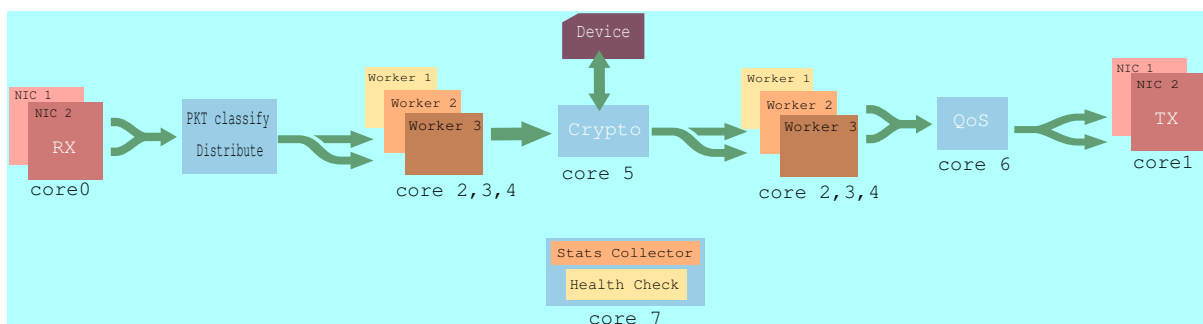 Device
NIC 1
NIC 2
RX
core0
PKT classify
Distribute
Worker 1
Worker 2
Worker 3
core 2,3,4
Crypto
core 5
Worker 1
Worker 2
Worker 3
core 2,3,4
QoS
core 6
NIC 1
NIC 2
TX
core1
Stats Collector
Health Check
core 7